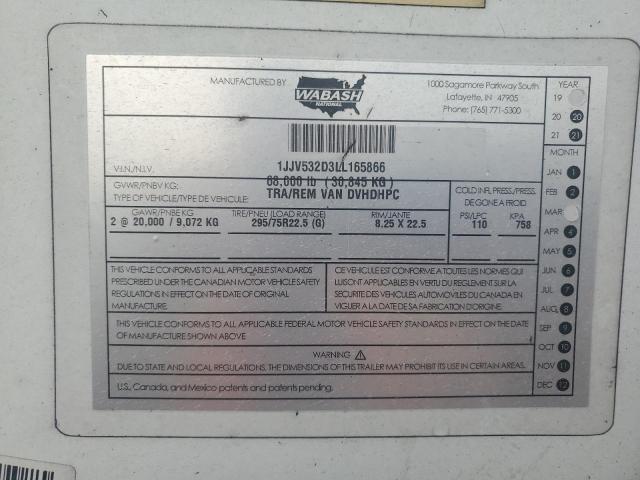 MANUFACTURED BY
WABASH
NATIONAL
1000 Sagamore Parkway South
Lafayette, IN 47905
Phone: (765) 771-5300
YEAR
19
20 20
21 21
V.I.N./N.I.V.
1JJV532D3LL165866
MONTH
GVWR/PNBV KG:
68,000 lb ( 30,845 KG )
TYPE OF VEHICLE/TYPE DE VEHICULE:
TRA/REM VAN DVHDHPC
COLD INFL. PRESS./PRESS.
DE GONE A FROID
GAWR/PNBE KG
TIRE/PNEU (LOAD RANGE)
RIM/JANTE
PSI/LPC
KPA
2 @ 20,000 / 9,072 KG
295/75R22.5 (G)
8.25 X 22.5
110
758
JAN 1
FEB 2
MAR
APR 4
MAY 5
JUN 6
JUL 7
AUG 8
SEP 9
OCT 10
NOV 11
DEC 12
THIS VEHICLE CONFORMS TO ALL APPLICABLE STANDARDS
PRESCRIBED UNDER THE CANADIAN MOTOR VEHICLE SAFETY
REGULATIONS IN EFFECT ON THE DATE OF ORIGINAL
MANUFACTURE.
CE VEHICULE EST CONFORME A TOUTES LES NORMES QUI
LUI SONT APPLICABLES EN VERTU DU REGLEMENT SUR LA
SECURITE DES VEHICULES AUTOMOBILES DU CANADA EN
VIGUER A LA DATE DE SA FABRICATION D'ORIGINE.
THIS VEHICLE CONFORMS TO ALL APPLICABLE FEDERAL MOTOR VEHICLE SAFETY STANDARDS IN EFFECT ON THE DATE
OF MANUFACTURE SHOWN ABOVE
WARNING
DUE TO STATE AND LOCAL REGULATIONS. THE DIMENSIONS OF THIS TRAILER MAY PROHIBIT ITS USE IN CERTAIN AREAS.
U.S., Canada, and Mexico patents and patents pending.